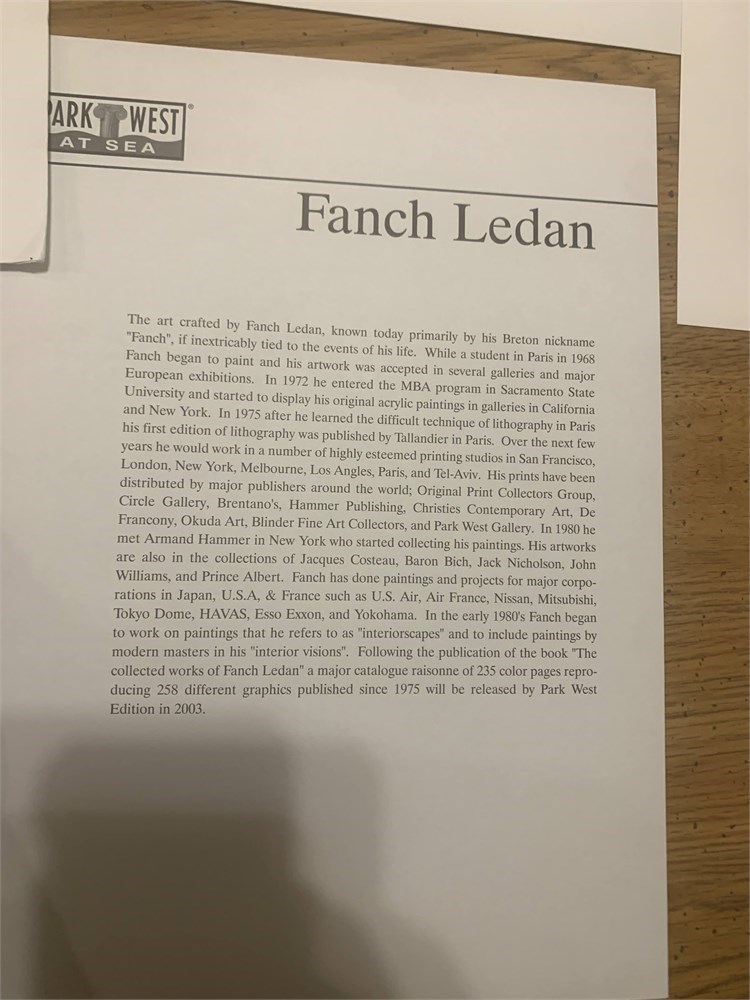 PARK WEST®
AT SEA
Fanch Ledan
The art crafted by Fanch Ledan, known today primarily by his Breton nickname
"Fanch", if inextricably tied to the events of his life. While a student in Paris in 1968
Fanch began to paint and his artwork was accepted in several galleries and major
European exhibitions. In 1972 he entered the MBA program in Sacramento State
University and started to display his original acrylic paintings in galleries in California
and New York. In 1975 after he learned the difficult technique of lithography in Paris
his first edition of lithography was published by Tallandier in Paris. Over the next few
years he would work in a number of highly esteemed printing studios in San Francisco,
London, New York, Melbourne, Los Angles, Paris, and Tel-Aviv. His prints have been
distributed by major publishers around the world; Original Print Collectors Group,
Circle Gallery, Brentano's, Hammer Publishing, Christies Contemporary Art, De
Francony, Okuda Art, Blinder Fine Art Collectors, and Park West Gallery. In 1980 he
met Armand Hammer in New York who started collecting his paintings. His artworks
are also in the collections of Jacques Costeau, Baron Bich, Jack Nicholson, John
Williams, and Prince Albert. Fanch has done paintings and projects for major corpo-
rations in Japan, U.S.A, & France such as U.S. Air, Air France, Nissan, Mitsubishi,
Tokyo Dome, HAVAS, Esso Exxon, and Yokohama. In the early 1980's Fanch began
to work on paintings that he refers to as "interiorscapes" and to include paintings by
modern masters in his "interior visions". Following the publication of the book "The
collected works of Fanch Ledan" a major catalogue raisonne of 235 color pages repro-
ducing 258 different graphics published since 1975 will be released by Park West
Edition in 2003.